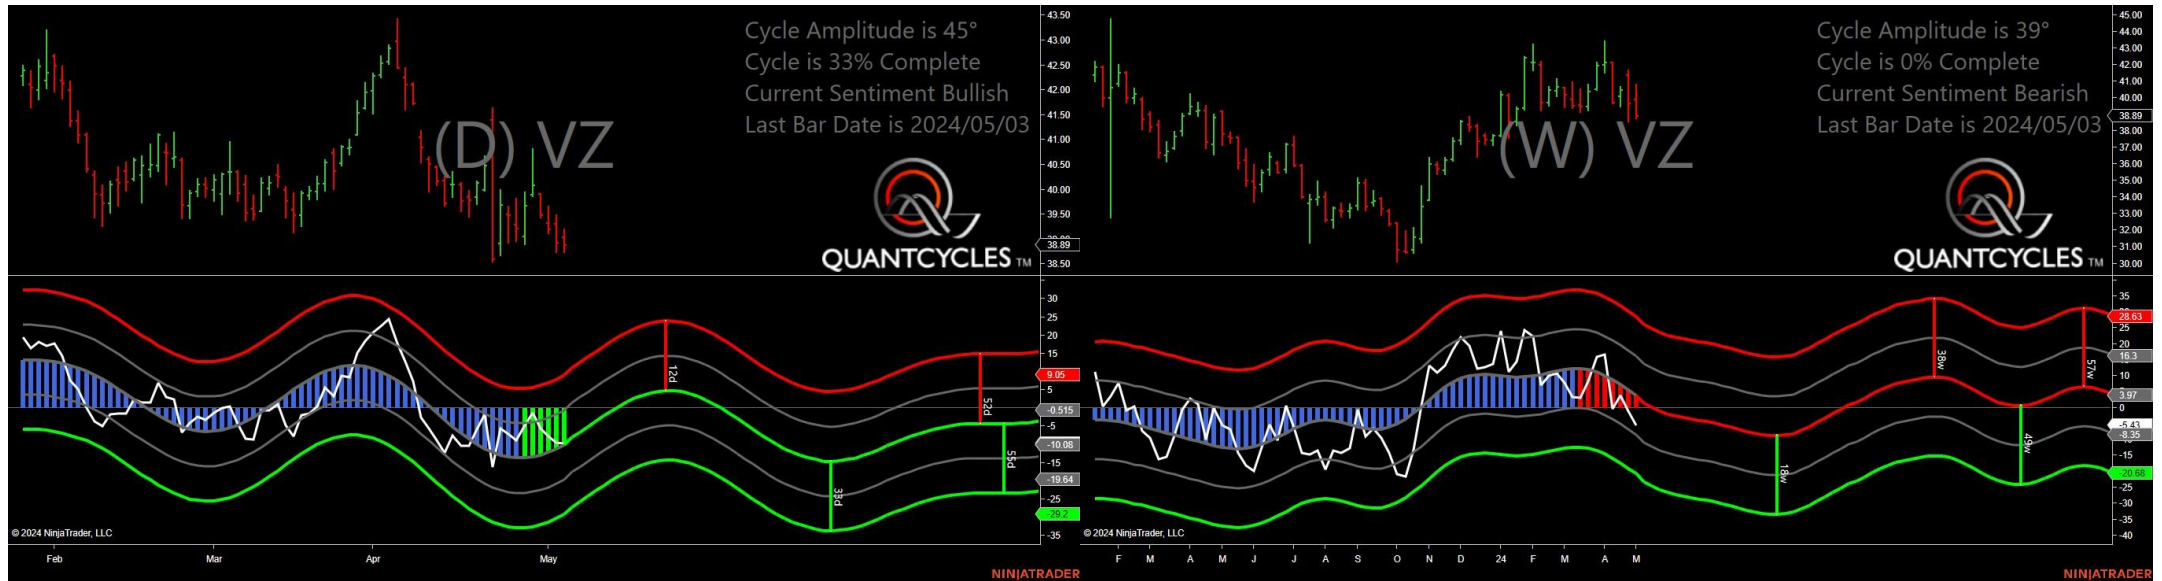 Cycle Amplitude is 45°
Cycle is 33% Complete
Current Sentiment Bullish
Last Bar Date is 2024/05/03
(D) VZ
QUANTCYCLES TM
43.50
43.00
42.50
42.00
41.50
41.00
40.50
40.00
39.50
38.89
38.50
30
25
20
15
9.05
5
-0.515
-5
-10.08
-15
-19.64
-25
-29.2
-35
12d
33d
52d
55d
© 2024 NinjaTrader, LLC
Feb
Mar
Apr
May
NINJATRADER
Cycle Amplitude is 39°
Cycle is 0% Complete
Current Sentiment Bearish
Last Bar Date is 2024/05/03
(W) VZ
QUANTCYCLES TM
45.00
44.00
43.00
42.00
41.00
40.00
38.89
38.00
37.00
36.00
35.00
34.00
33.00
32.00
31.00
30.00
35
28.63
25
20
16.3
10
3.97
0
-5.43
-8.35
-15
-20.68
-25
-30
-35
-40
18w
38w
49w
57w
© 2024 NinjaTrader, LLC
F
M
A
M
J
J
A
S
O
N
D
24
F
M
A
M
NINJATRADER